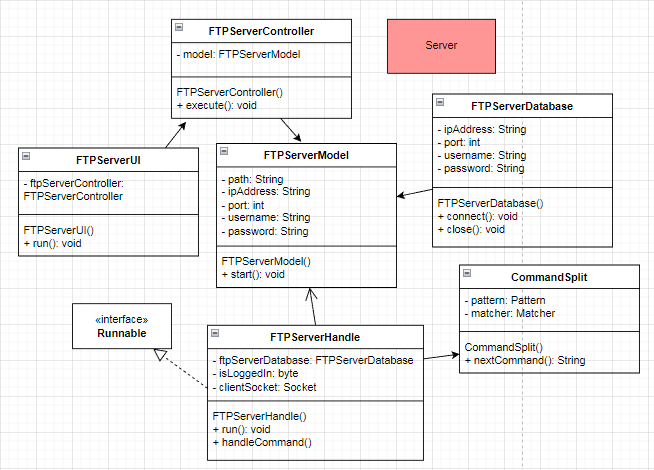 FTPServerController
- model: FTPServerModel
FTPServerController()
+ execute(): void
Server
FTPServerDatabase
- ipAddress: String
- port: int
- username: String
- password: String
FTPServerDatabase()
+ connect(): void
+ close(): void
FTPServerUI
- ftpServerController:
FTPServerController
FTPServerUI()
+ run(): void
FTPServerModel
- path: String
- ipAddress: String
- port: int
- username: String
- password: String
FTPServerModel()
+ start(): void
CommandSplit
- pattern: Pattern
- matcher: Matcher
CommandSplit()
+ nextCommand(): String
«interface»
Runnable
FTPServerHandle
- ftpServerDatabase: FTPServerDatabase
- isLoggedIn: byte
- clientSocket: Socket
FTPServerHandle()
+ run(): void
+ handleCommand()